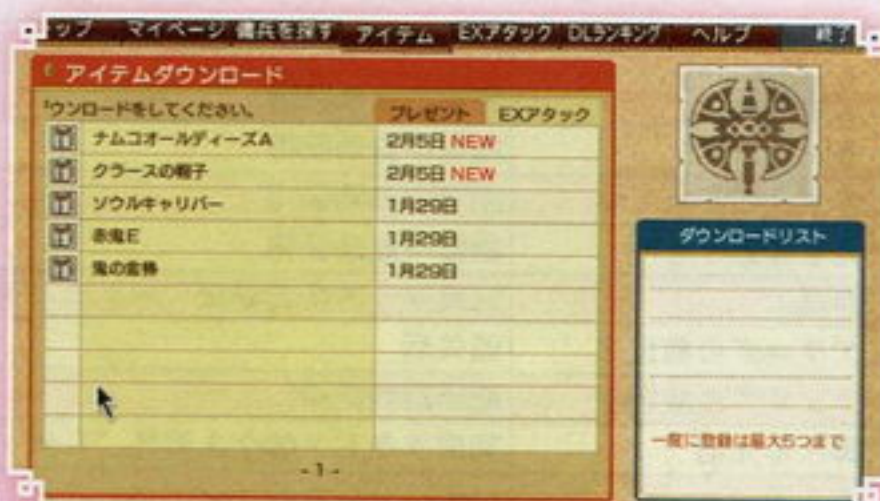 ップ マイページ 傭兵を探す アイテム EXアタック DLランキング ヘルプ 終了
アイテムダウンロード
ウンロードをしてください。 プレゼント EXアタック
ナムコオールディーズA 2月5日 NEW
クラースの帽子 2月5日 NEW
ソウルキャリバー 1月29日
赤鬼E 1月29日
鬼の金棒 1月29日
-1-
ダウンロードリスト
一度に登録は最大5つまで